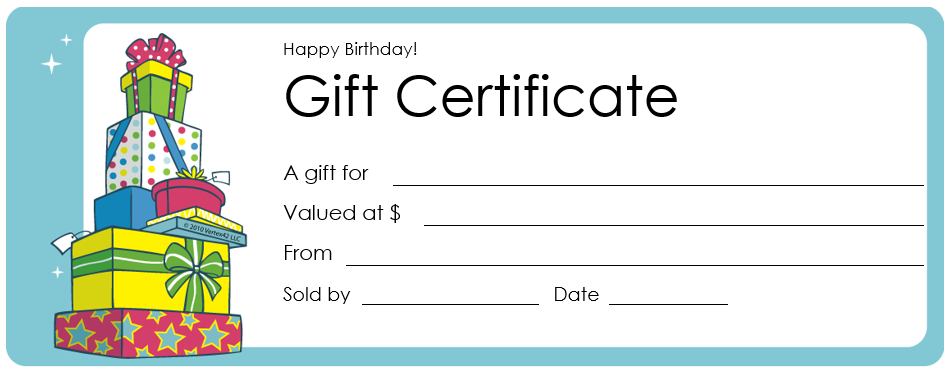 Happy Birthday!
Gift Certificate
A gift for
Valued at $
From
Sold by Date
© 2010 Vertex42 LLC